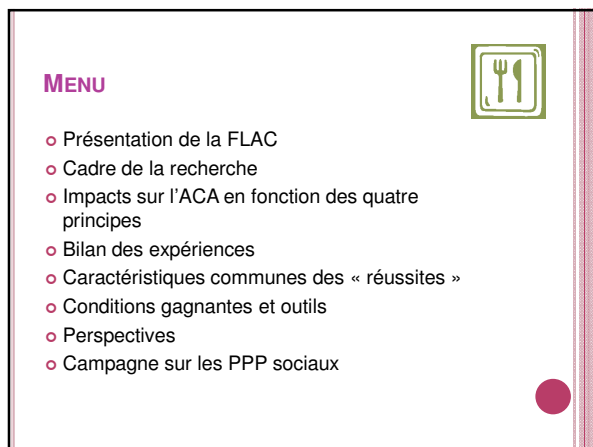 MENU
Présentation de la FLAC
Cadre de la recherche
Impacts sur l'ACA en fonction des quatre
principes
Bilan des expériences
Caractéristiques communes des « réussites »
Conditions gagnantes et outils
Perspectives
Campagne sur les PPP sociaux